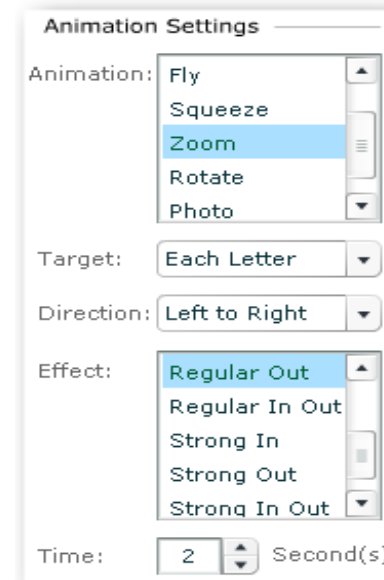 Animation Settings
Animation:
Fly
Squeeze
Zoom
Rotate
Photo
Target: Each Letter
Direction: Left to Right
Effect:
Regular Out
Regular In Out
Strong In
Strong Out
Strong In Out
Time: 2 Second(s)